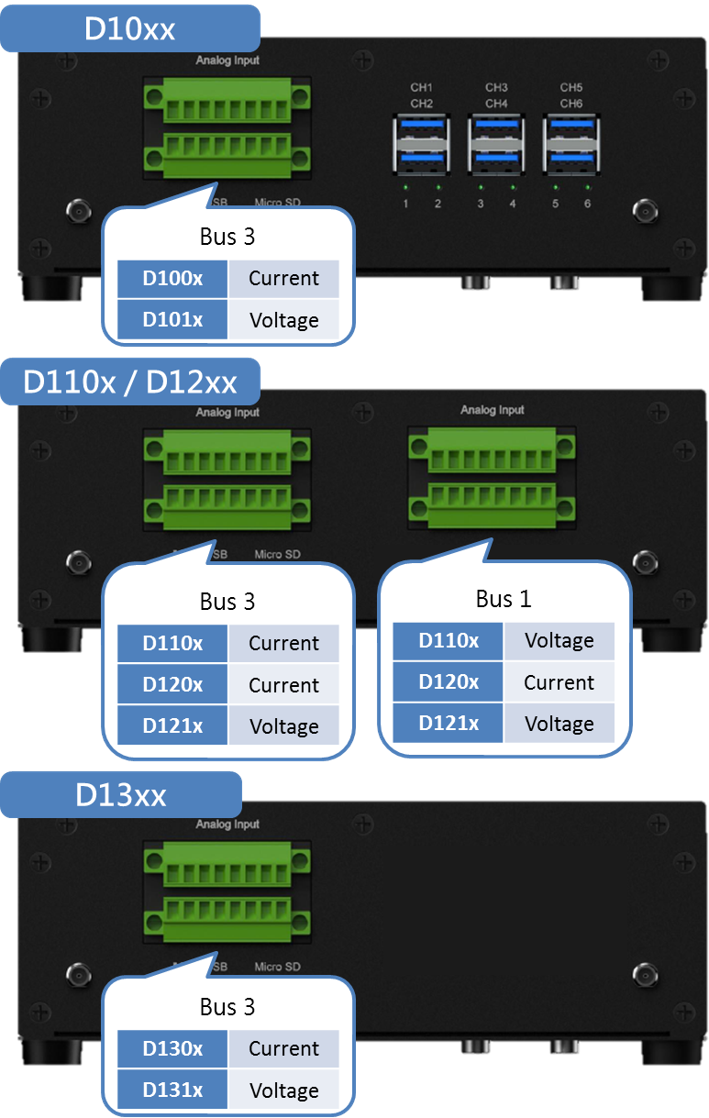 D10xx
Analog Input
CH1 CH3 CH5
CH2 CH4 CH6
SB Micro SD
1 2 3 4 5 6
Bus 3
D100x Current
D101x Voltage
D110x / D12xx
Analog Input Analog Input
SB Micro SD
Bus 3
D110x Current
D120x Current
D121x Voltage
Bus 1
D110x Voltage
D120x Current
D121x Voltage
D13xx
Analog Input
SB Micro SD
Bus 3
D130x Current
D131x Voltage